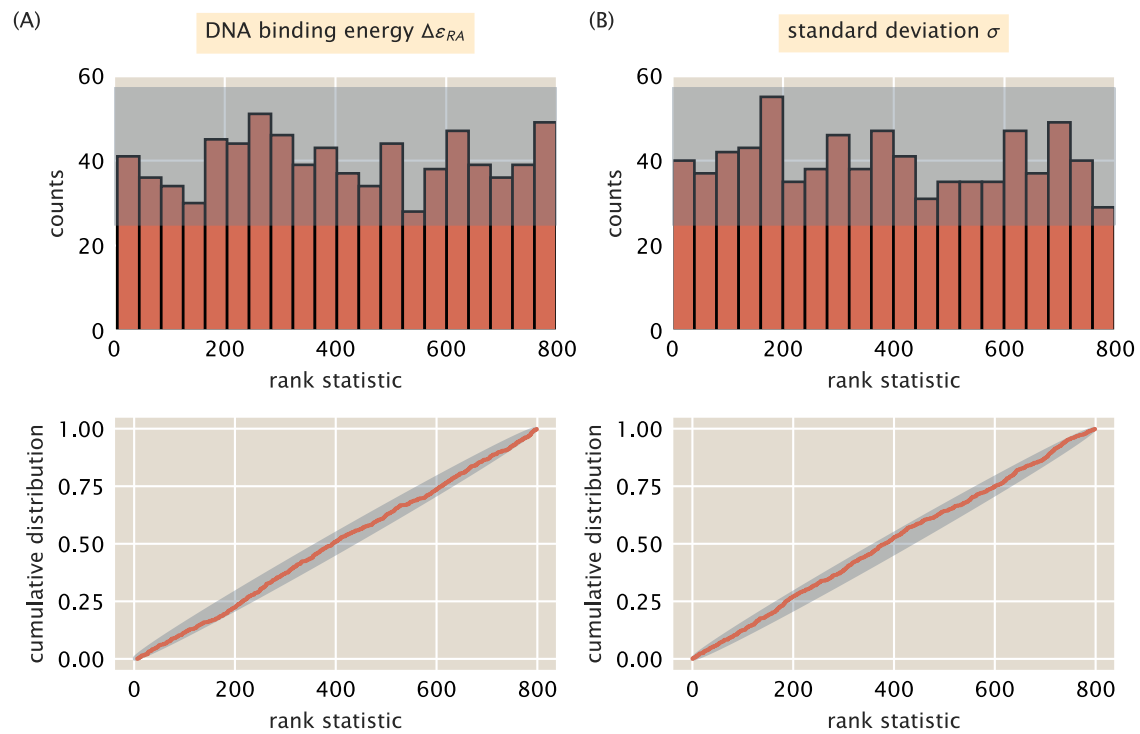 (A)
DNA binding energy Δε_RA
(B)
standard deviation σ
60
40
20
0
counts
0 200 400 600 800
rank statistic
60
40
20
0
counts
0 200 400 600 800
rank statistic
1.00
0.75
0.50
0.25
0.00
cumulative distribution
0 200 400 600 800
rank statistic
1.00
0.75
0.50
0.25
0.00
cumulative distribution
0 200 400 600 800
rank statistic